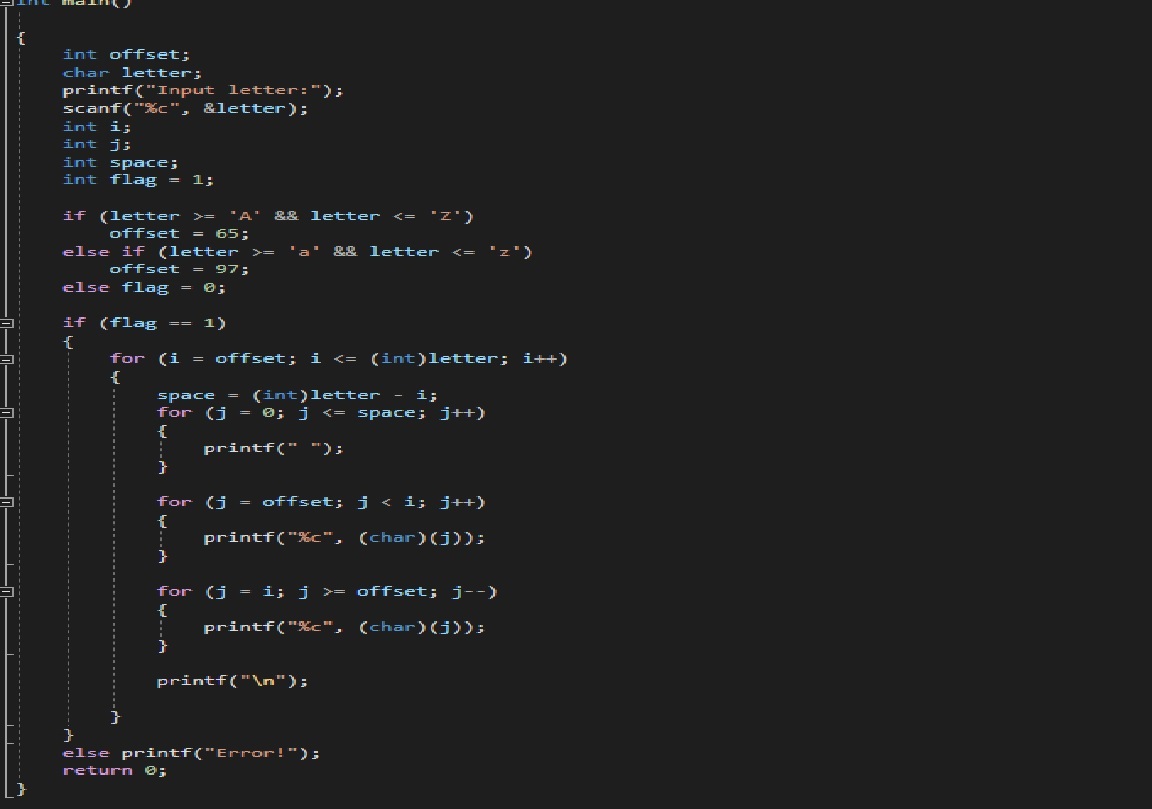 int main()
{
    int offset;
    char letter;
    printf("Input letter:");
    scanf("%c", &letter);
    int i;
    int j;
    int space;
    int flag = 1;

    if (letter >= 'A' && letter <= 'Z')
        offset = 65;
    else if (letter >= 'a' && letter <= 'z')
        offset = 97;
    else flag = 0;

    if (flag == 1)
    {
        for (i = offset; i <= (int)letter; i++)
        {
            space = (int)letter - i;
            for (j = 0; j <= space; j++)
            {
                printf(" ");
            }

            for (j = offset; j < i; j++)
            {
                printf("%c", (char)(j));
            }

            for (j = i; j >= offset; j--)
            {
                printf("%c", (char)(j));
            }

            printf("\n");

        }
    }
    else printf("Error!");
    return 0;
}